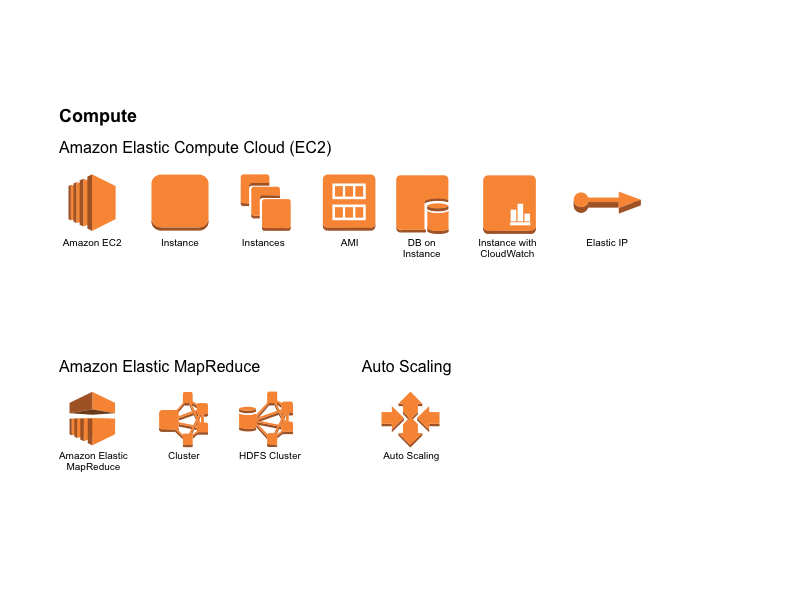 Compute
Amazon Elastic Compute Cloud (EC2)
Amazon EC2
Instance
Instances
AMI
DB on
Instance
Instance with
CloudWatch
Elastic IP
Amazon Elastic MapReduce
Auto Scaling
Amazon Elastic
MapReduce
Cluster
HDFS Cluster
Auto Scaling